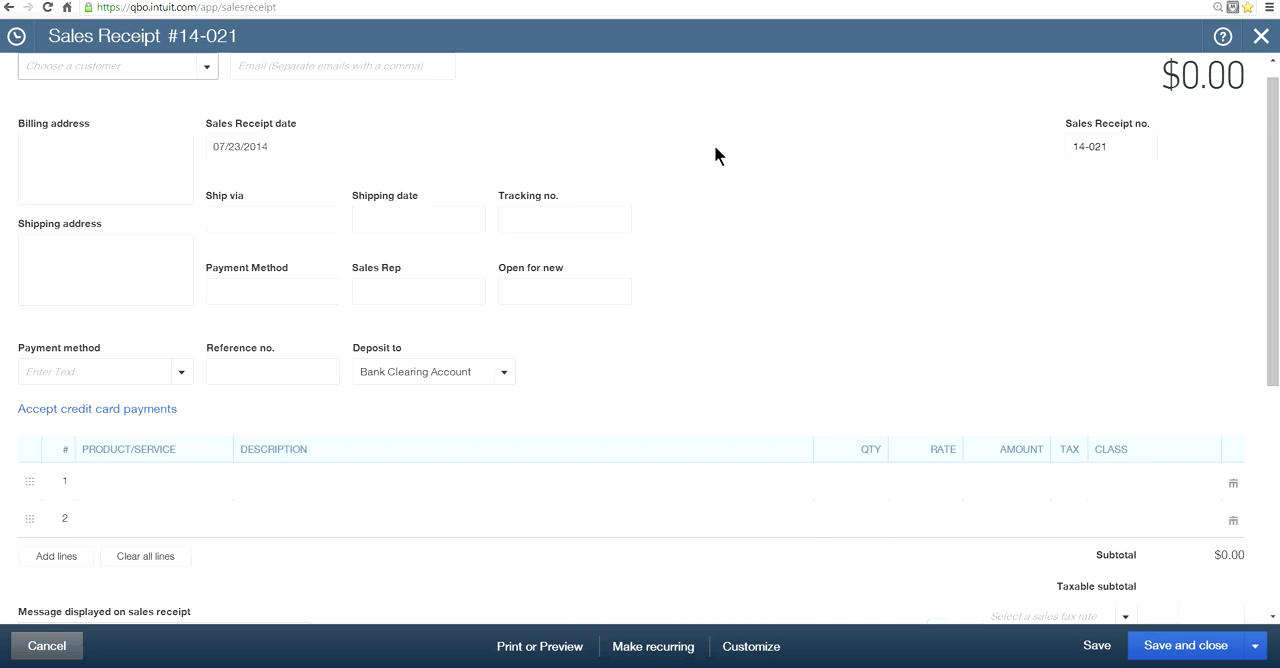 https://qbo.intuit.com/app/salesreceipt
Sales Receipt #14-021
Choose a customer
Email (Separate emails with a comma)
$0.00
Billing address
Sales Receipt date
Sales Receipt no.
07/23/2014
14-021
Ship via
Shipping date
Tracking no.
Shipping address
Payment Method
Sales Rep
Open for new
Payment method
Reference no.
Deposit to
Enter Text
Bank Clearing Account
Accept credit card payments
# PRODUCT/SERVICE DESCRIPTION QTY RATE AMOUNT TAX CLASS
1
2
Add lines
Clear all lines
Subtotal $0.00
Taxable subtotal
Message displayed on sales receipt
Select a sales tax rate
Cancel
Print or Preview
Make recurring
Customize
Save
Save and close